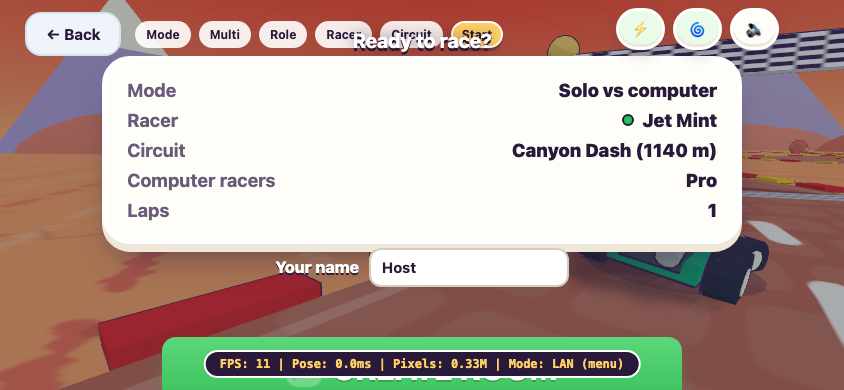 ← Back
Mode
Multi
Role
Racer
Circuit
Start
Ready to race?
Mode Solo vs computer
Racer Jet Mint
Circuit Canyon Dash (1140 m)
Computer racers Pro
Laps 1
Your name Host
FPS: 11 | Pose: 0.0ms | Pixels: 0.33M | Mode: LAN (menu)